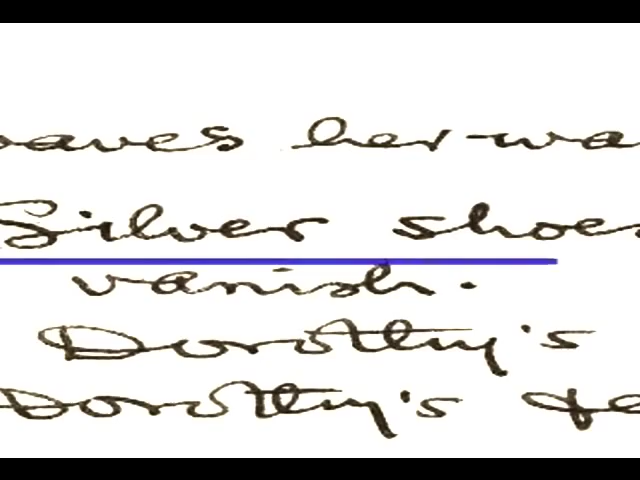 waves her wa
Silver shoes
vanish.
Dorothy's
Dorothy's